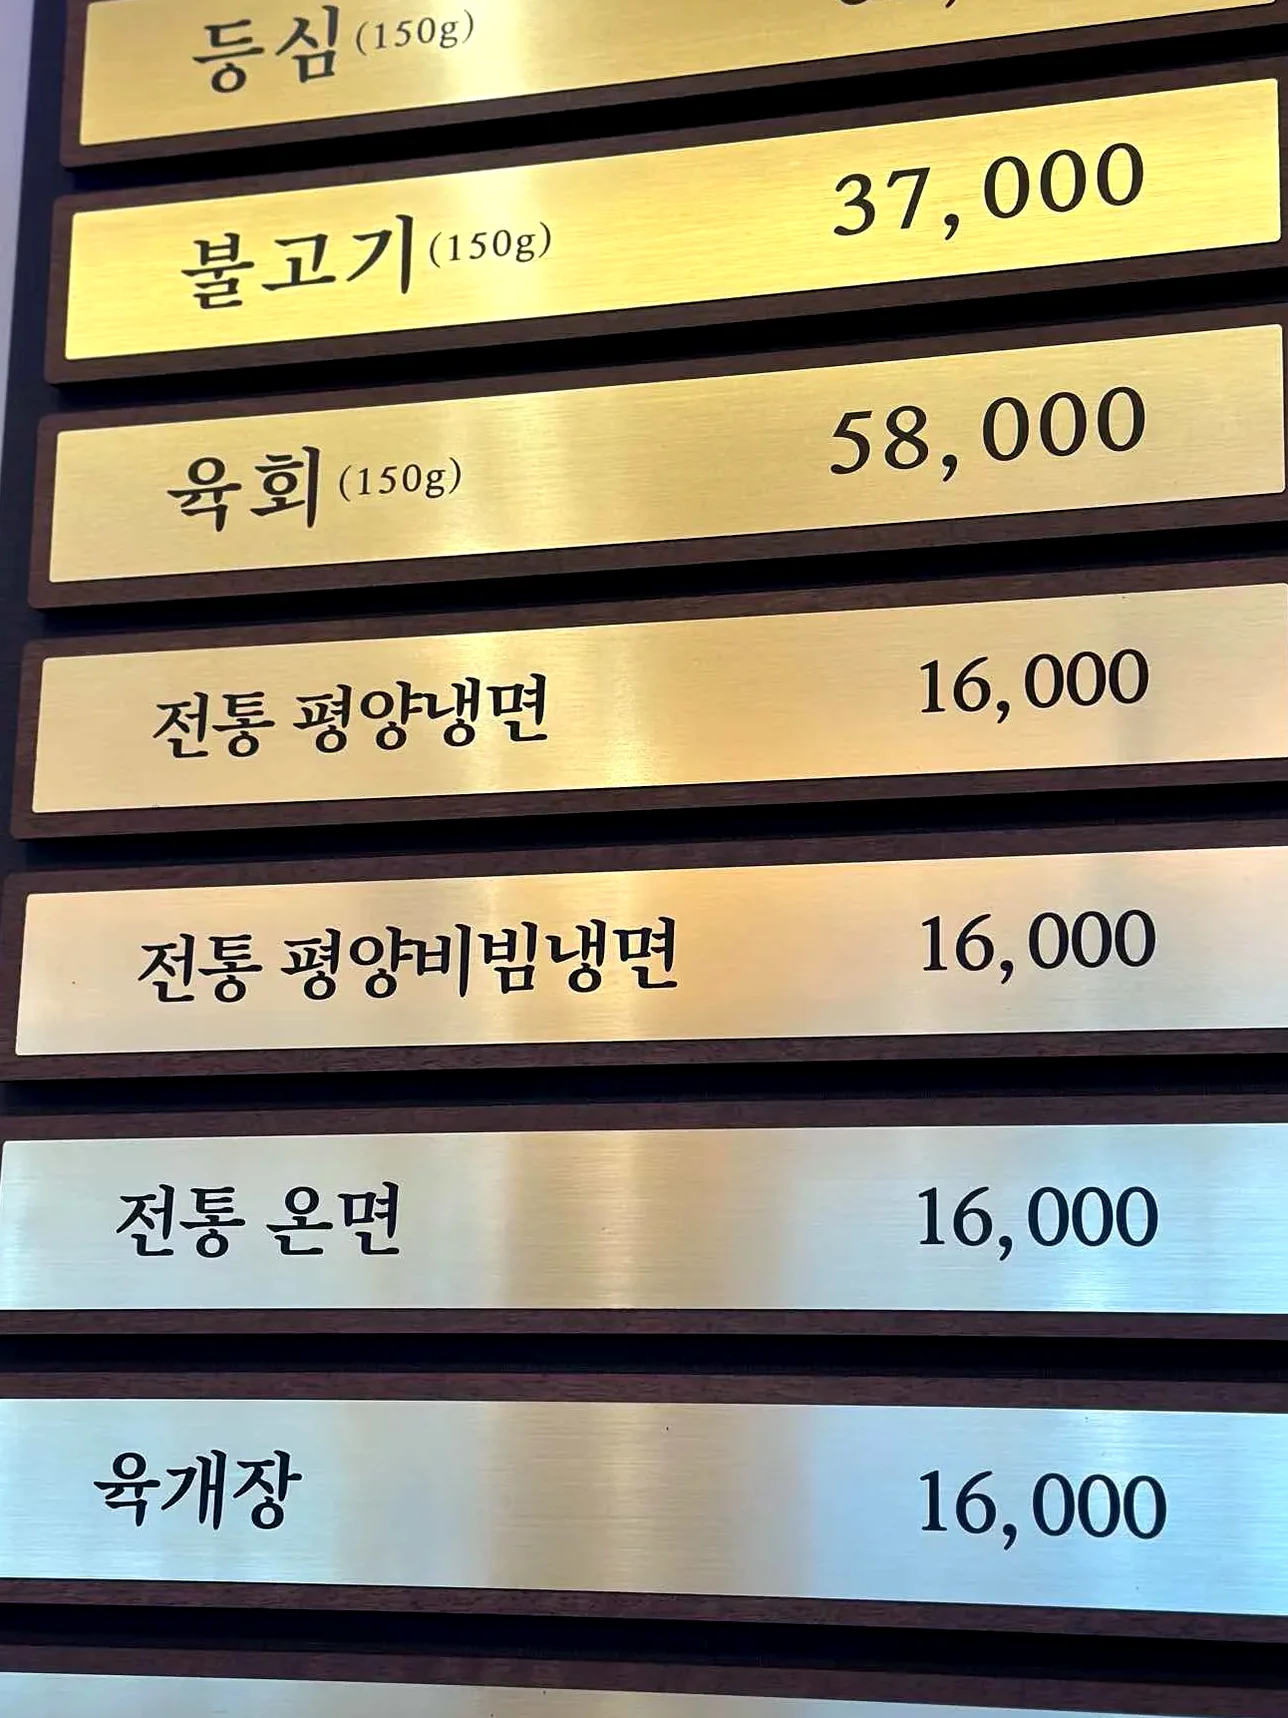 등심(150g)
불고기(150g) 37,000
육회(150g) 58,000
전통 평양냉면 16,000
전통 평양비빔냉면 16,000
전통 온면 16,000
육개장 16,000